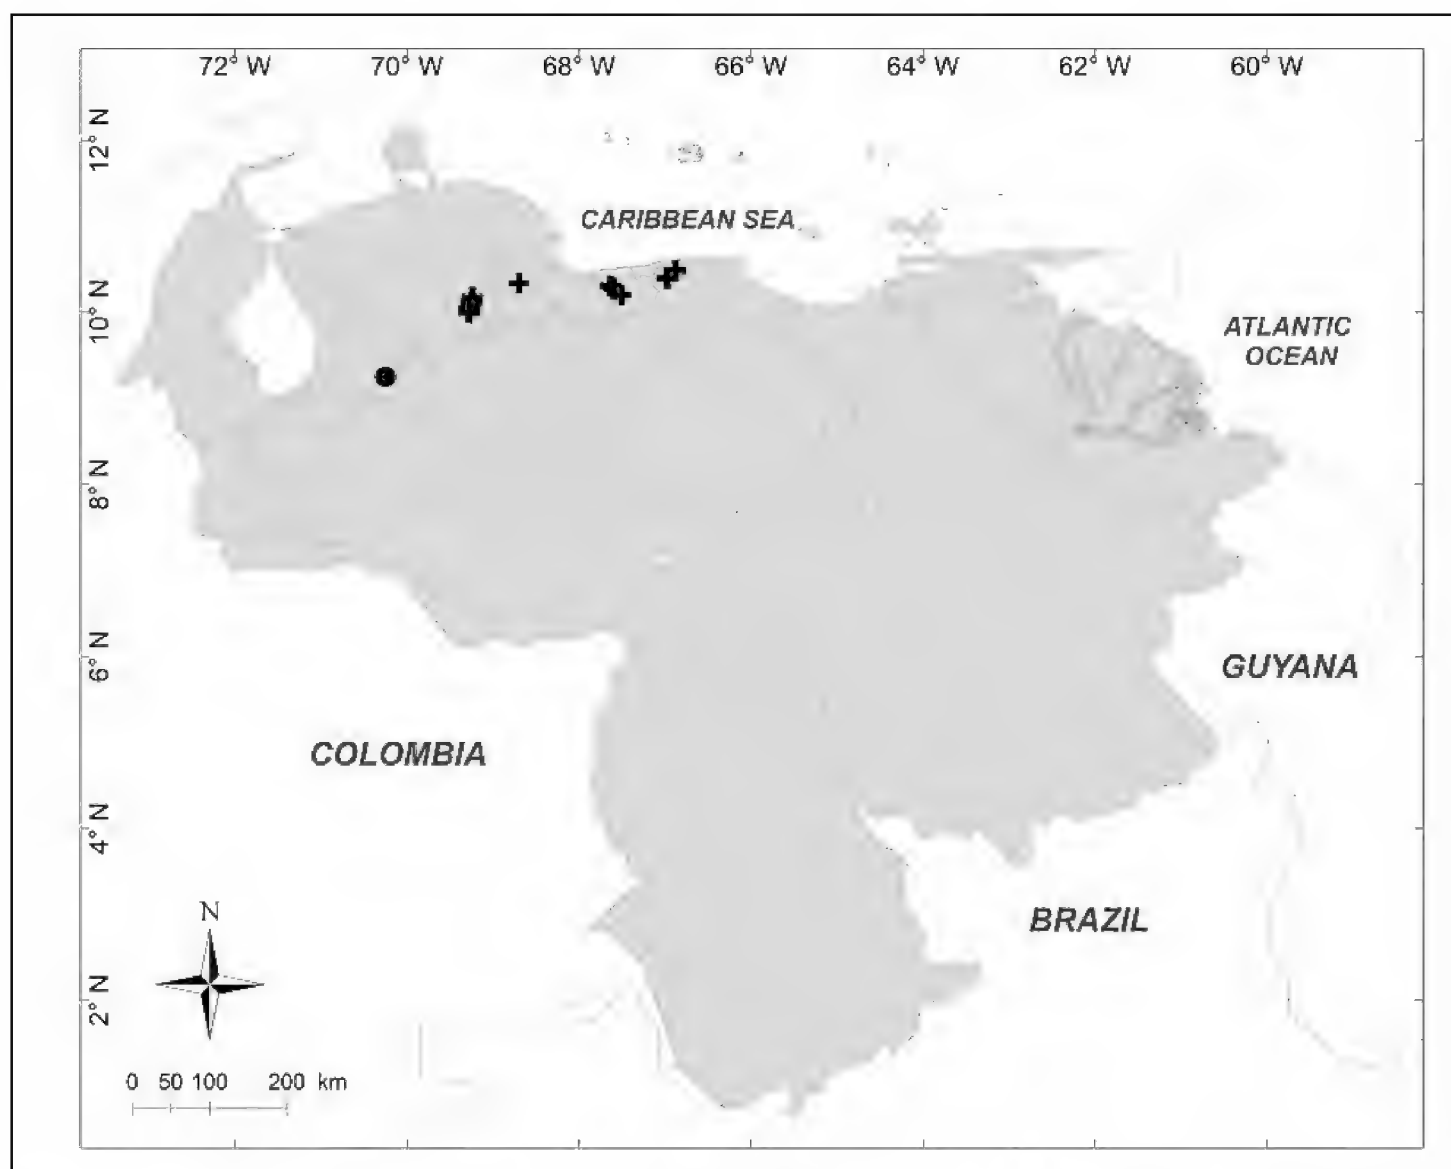 72° W 70° W 68° W 66° W 64° W 62° W 60° W
12° N
CARIBBEAN SEA
10° N
ATLANTIC
OCEAN
8° N
6° N
GUYANA
COLOMBIA
4° N
BRAZIL
N
2° N
0 50 100 200 km